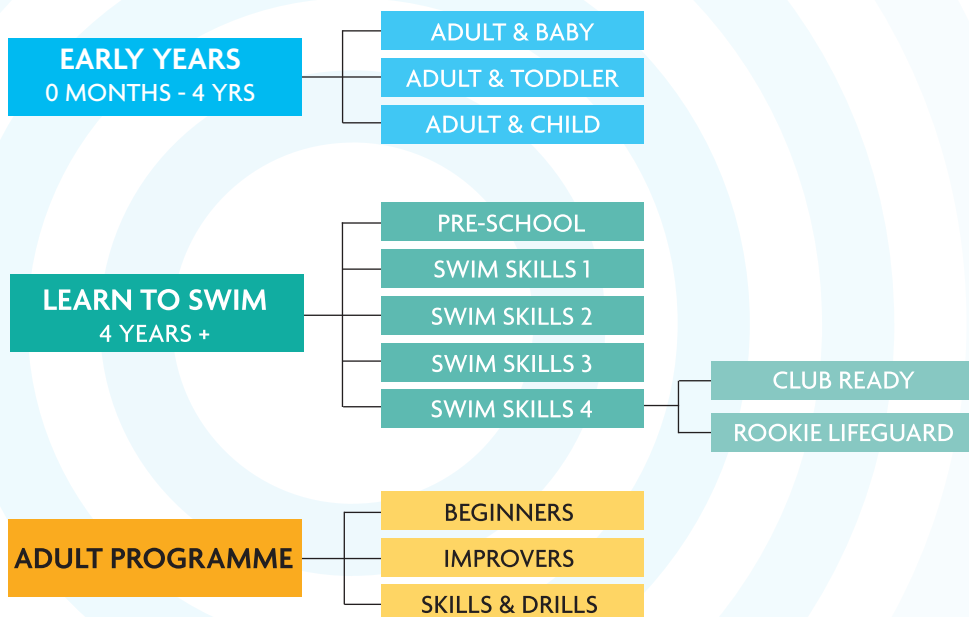 EARLY YEARS
0 MONTHS - 4 YRS
ADULT & BABY
ADULT & TODDLER
ADULT & CHILD
LEARN TO SWIM
4 YEARS +
PRE-SCHOOL
SWIM SKILLS 1
SWIM SKILLS 2
SWIM SKILLS 3
SWIM SKILLS 4
CLUB READY
ROOKIE LIFEGUARD
ADULT PROGRAMME
BEGINNERS
IMPROVERS
SKILLS & DRILLS